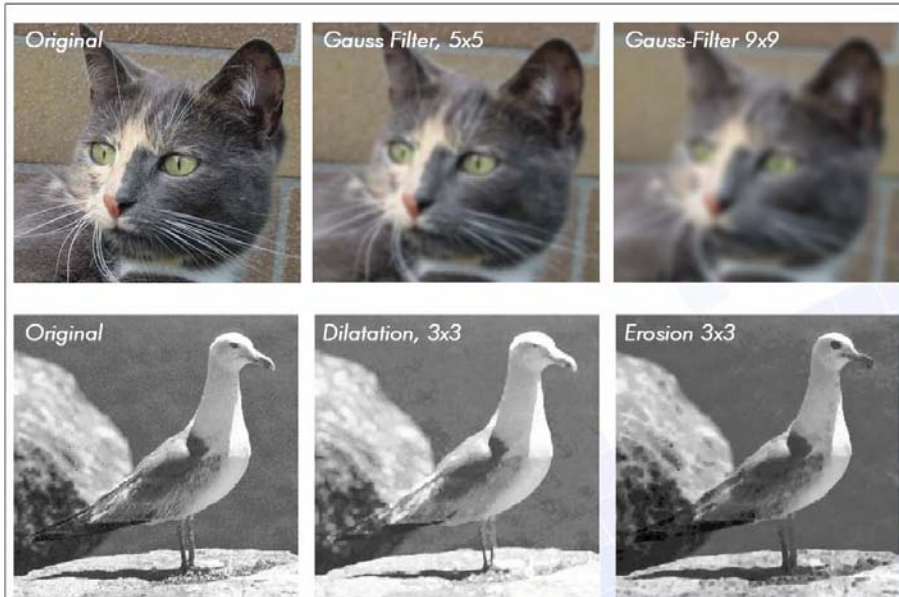 Original
Gauss Filter, 5x5
Gauss-Filter 9x9
Original
Dilatation, 3x3
Erosion 3x3